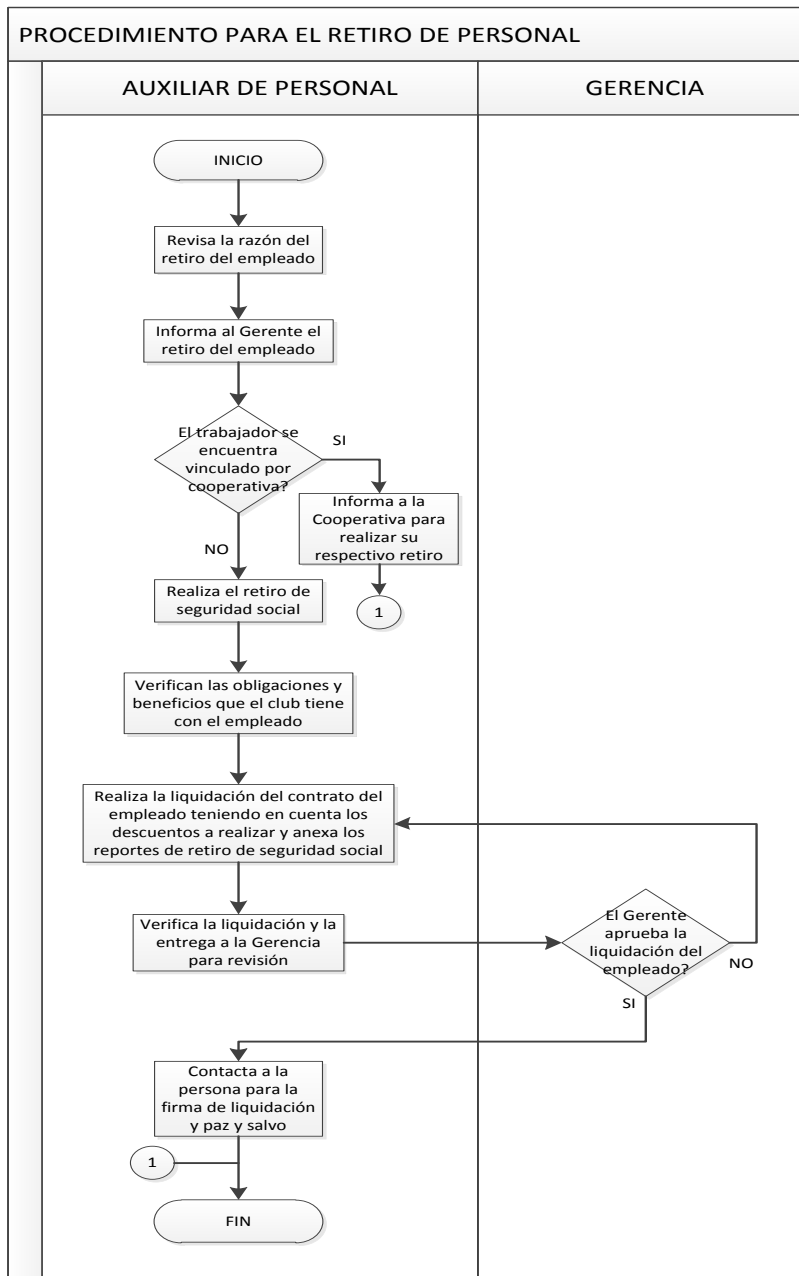 PROCEDIMIENTO PARA EL RETIRO DE PERSONAL
AUXILIAR DE PERSONAL
GERENCIA
INICIO
Revisa la razón del
retiro del empleado
Informa al Gerente el
retiro del empleado
El trabajador se
encuentra
vinculado por
cooperativa?
SI
Informa a la
Cooperativa para
realizar su
respectivo retiro
NO
1
Realiza el retiro de
seguridad social
Verifican las obligaciones y
beneficios que el club tiene
con el empleado
Realiza la liquidación del contrato del
empleado teniendo en cuenta los
descuentos a realizar y anexa los
reportes de retiro de seguridad social
Verifica la liquidación y la
entrega a la Gerencia
para revisión
El Gerente
aprueba la
liquidación del
empleado?
NO
SI
Contacta a la
persona para la
firma de liquidación
y paz y salvo
1
FIN